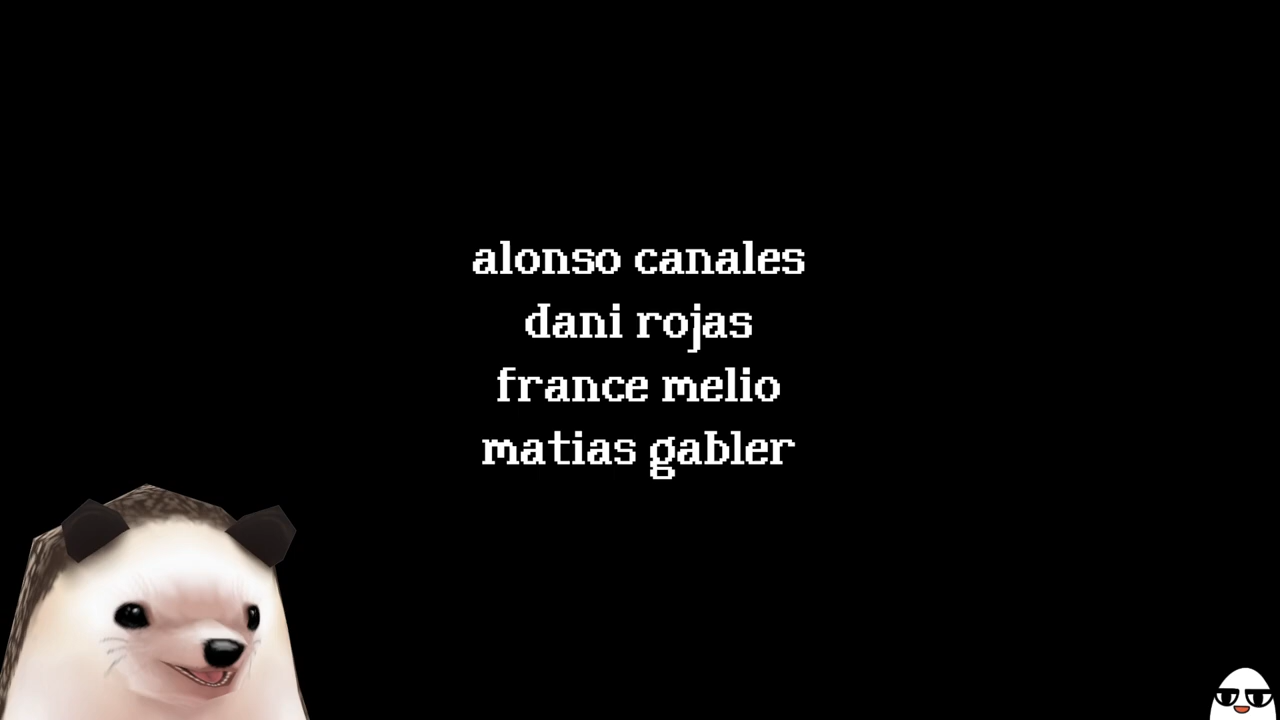 alonso canales
dani rojas
france melio
matias gabler